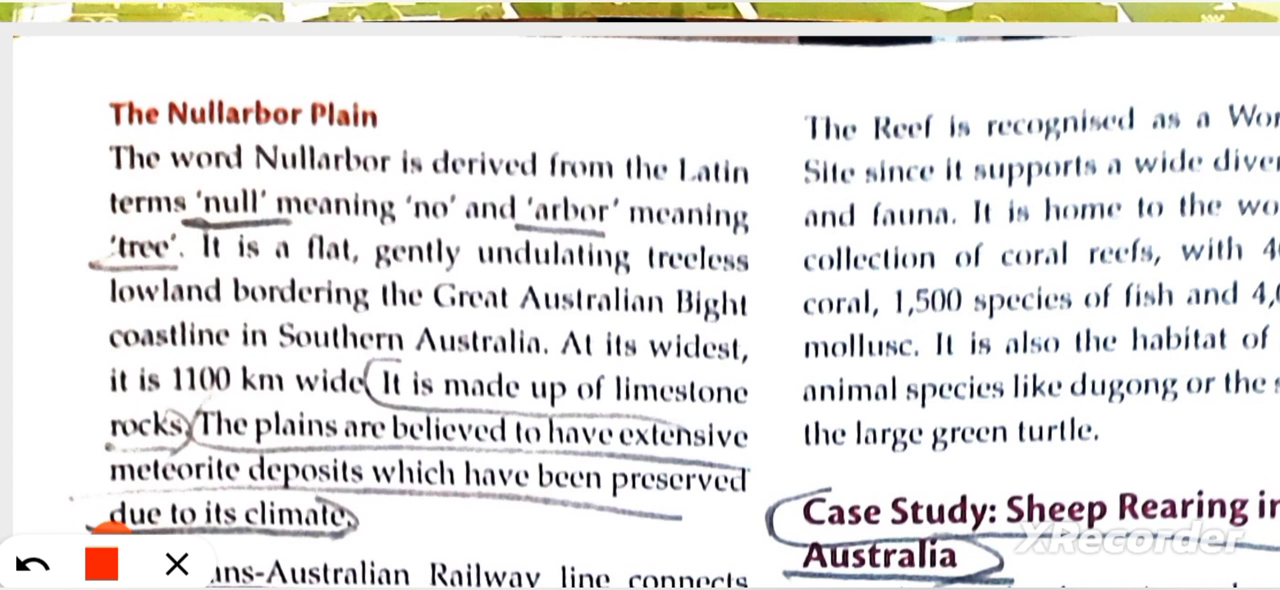 The Nullarbor Plain
The word Nullarbor is derived from the Latin
terms 'null' meaning 'no' and 'arbor' meaning
'tree'. It is a flat, gently undulating treeless
lowland bordering the Great Australian Bight
coastline in Southern Australia. At its widest,
it is 1100 km wide. It is made up of limestone
rocks. The plains are believed to have extensive
meteorite deposits which have been preserved
due to its climate.
Australian Railway line connects
The Reef is recognised as a
Site since it supports a wide
and fauna. It is home to the
collection of coral reefs, with
coral, 1,500 species of fish and
mollusc. It is also the habitat of
animal species like dugong or the
the large green turtle.
Case Study: Sheep Rearing in
Australia
XRecorder